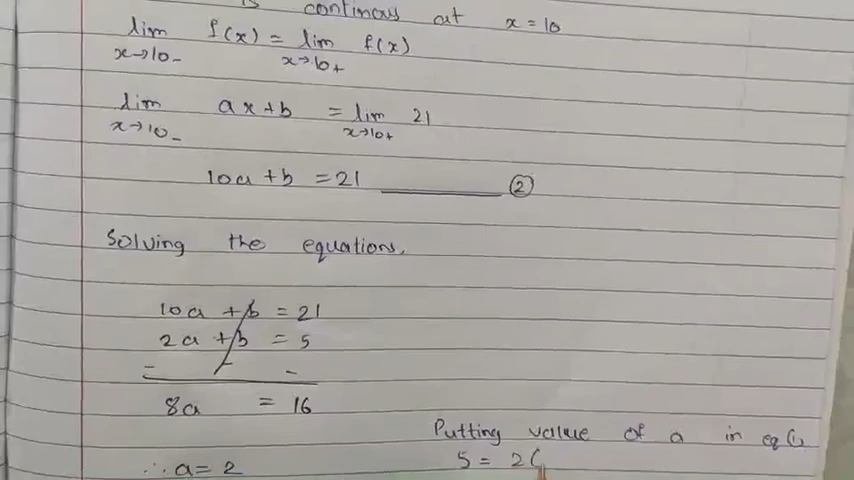 is continous at x = 10
lim f(x) = lim f(x)
x→10- x→10+
lim ax+b = lim 21
x→10- x→10+
10a + b = 21 ②
Solving the equations,
10a + b = 21
2a + b = 5
- - -
8a = 16
Putting value of a in eq(1,
∴ a = 2
5 = 2(